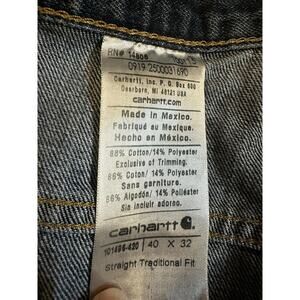 RN# 14806
0919 2500031690
Carhartt, Inc. P.O. Box 600
Dearborn, MI 48121 USA
carhartt.com
Made in Mexico.
Fabriqué au Mexique.
Hecho en México.
86% Cotton/14% Polyester
Exclusive of Trimming.
86% Coton/ 14% Polyester
Sans garniture.
86% Algodón/ 14% Poliéster
Sin incluir adorno.
carhartt
101486-420 40 X 32
Straight Traditional Fit